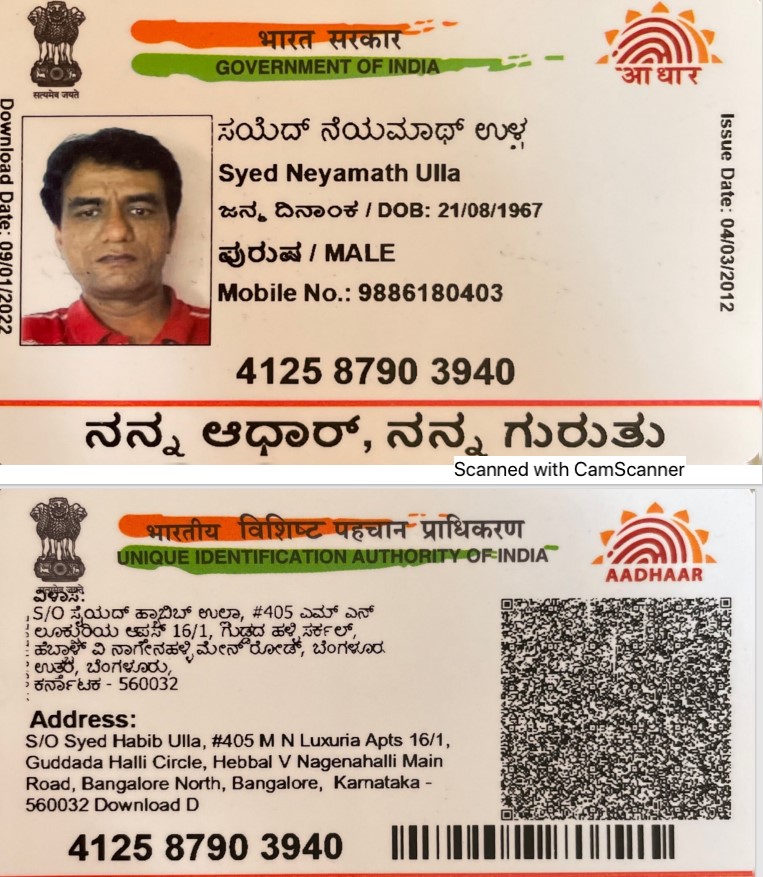 भारत सरकार
GOVERNMENT OF INDIA
सत्यमेव जयते
आधार
Download Date: 09/01/2022
ಸಯೆದ್ ನೆಯಮಾಥ್ ಉಳ್ಳ
Syed Neyamath Ulla
ಜನ್ಮ ದಿನಾಂಕ / DOB: 21/08/1967
ಪುರುಷ / MALE
Mobile No.: 9886180403
Issue Date: 04/03/2012
4125 8790 3940
ನನ್ನ ಆಧಾರ್, ನನ್ನ ಗುರುತು
Scanned with CamScanner
भारतीय विशिष्ट पहचान प्राधिकरण
UNIQUE IDENTIFICATION AUTHORITY OF INDIA
AADHAAR
ವಿಳಾಸ:
S/O ಸೈಯದ್ ಹಾಬಿಬ್ ಉಲ್ಲಾ, #405 ಎಮ್ ಎನ್
16/1, ಗುಡ್ಡದ ಹಳ್ಳಿ ಸರ್ಕಲ್,
ಹೆಬ್ಬಾಳ್ ವಿ ನಾಗೇನಹಳ್ಳಿ ಮೇನ್ ರೋಡ್, ಬೆಂಗಳೂರು
ಉತ್ತರ, ಬೆಂಗಳೂರು,
ಕರ್ನಾಟಕ - 560032
Address:
S/O Syed Habib Ulla, #405 M N Luxuria Apts 16/1,
Guddada Halli Circle, Hebbal V Nagenahalli Main
Road, Bangalore North, Bangalore, Karnataka -
560032 Download D
4125 8790 3940